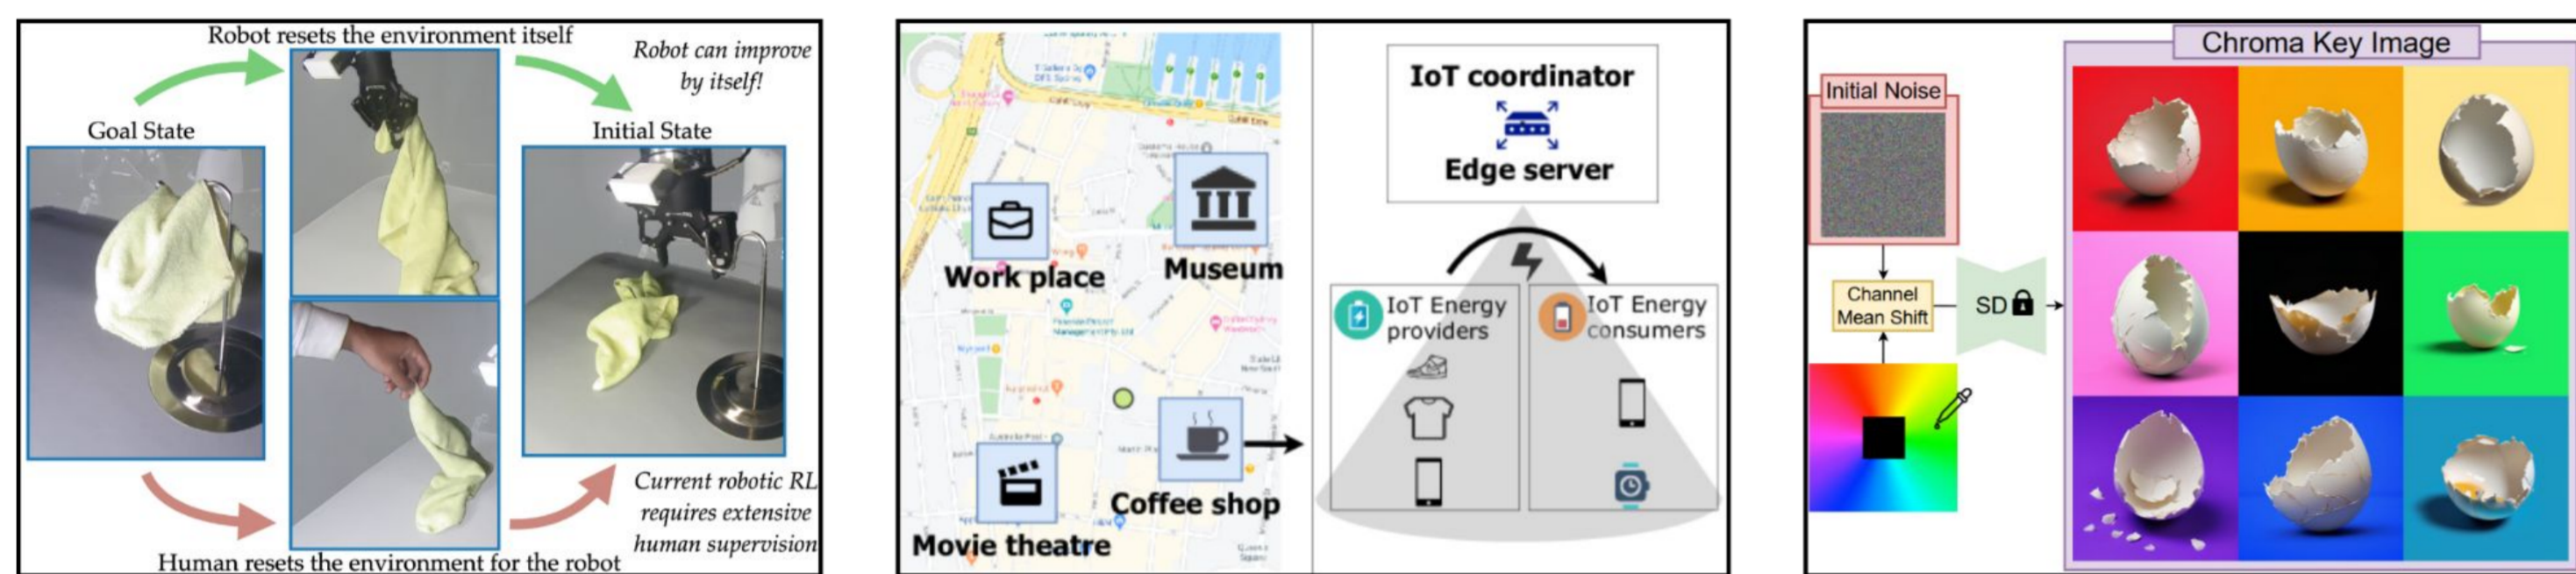 Robot resets the environment itself
Robot can improve
by itself!
Goal State
Initial State
Current robotic RL
requires extensive
human supervision
Human resets the environment for the robot
Work place
Museum
Coffee shop
Movie theatre
IoT coordinator
Edge server
IoT Energy
providers
IoT Energy
consumers
Initial Noise
Channel
Mean Shift
SD
Chroma Key Image